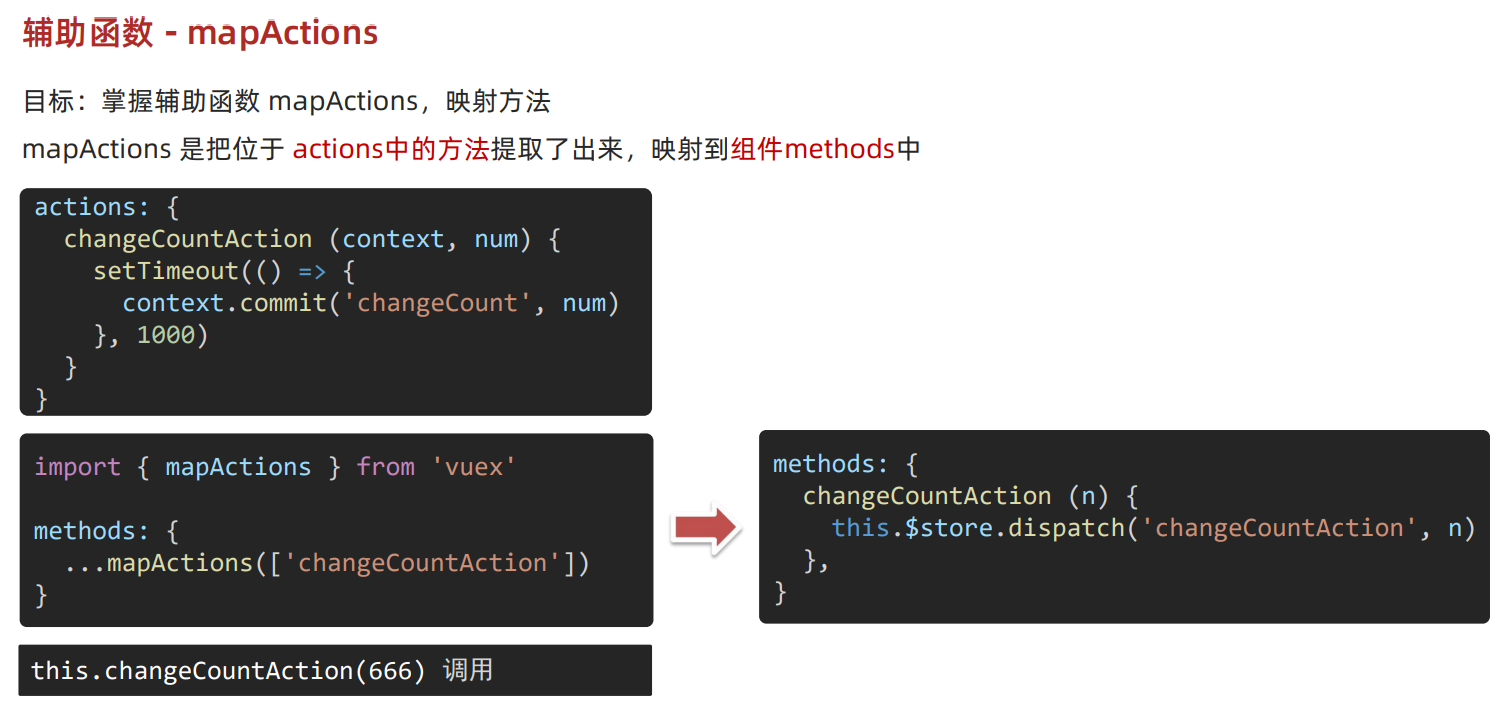 辅助函数 - mapActions
目标：掌握辅助函数 mapActions，映射方法
mapActions 是把位于 actions中的方法提取了出来，映射到组件methods中
actions: {
  changeCountAction (context, num) {
    setTimeout(() => {
      context.commit('changeCount', num)
    }, 1000)
  }
}
import { mapActions } from 'vuex'
methods: {
  ...mapActions(['changeCountAction'])
}
methods: {
  changeCountAction (n) {
    this.$store.dispatch('changeCountAction', n)
  },
}
this.changeCountAction(666) 调用